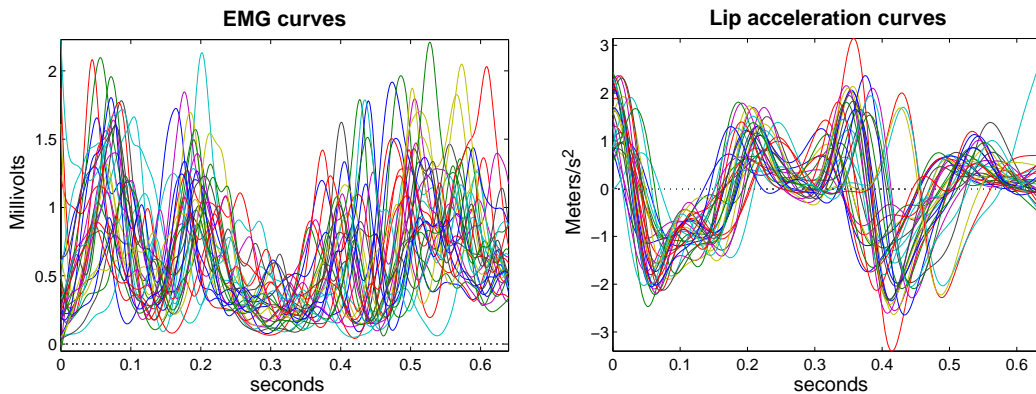 EMG curves
Millivolts
2
1.5
1
0.5
0
0 0.1 0.2 0.3 0.4 0.5 0.6
seconds
Lip acceleration curves
Meters/s²
3
2
1
0
−1
−2
−3
0 0.1 0.2 0.3 0.4 0.5 0.6
seconds